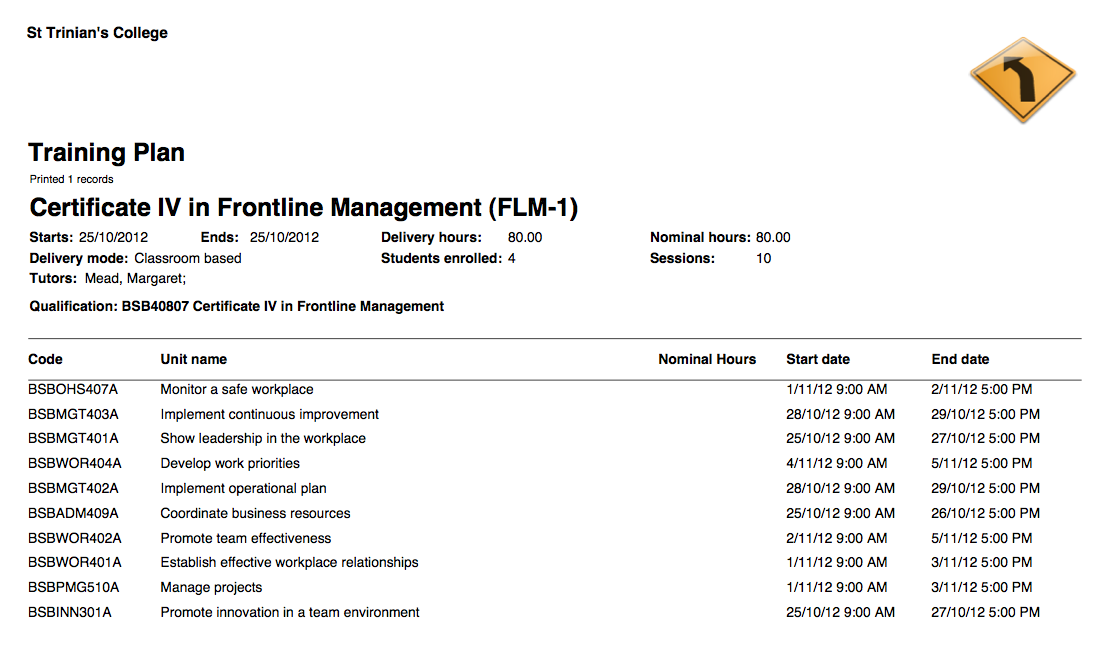 St Trinian's College
Training Plan
Printed 1 records
Certificate IV in Frontline Management (FLM-1)
Starts: 25/10/2012 Ends: 25/10/2012 Delivery hours: 80.00 Nominal hours: 80.00
Delivery mode: Classroom based Students enrolled: 4 Sessions: 10
Tutors: Mead, Margaret;
Qualification: BSB40807 Certificate IV in Frontline Management
Code Unit name Nominal Hours Start date End date
BSBOHS407A Monitor a safe workplace 1/11/12 9:00 AM 2/11/12 5:00 PM
BSBMGT403A Implement continuous improvement 28/10/12 9:00 AM 29/10/12 5:00 PM
BSBMGT401A Show leadership in the workplace 25/10/12 9:00 AM 27/10/12 5:00 PM
BSBWOR404A Develop work priorities 4/11/12 9:00 AM 5/11/12 5:00 PM
BSBMGT402A Implement operational plan 28/10/12 9:00 AM 29/10/12 5:00 PM
BSBADM409A Coordinate business resources 25/10/12 9:00 AM 26/10/12 5:00 PM
BSBWOR402A Promote team effectiveness 2/11/12 9:00 AM 5/11/12 5:00 PM
BSBWOR401A Establish effective workplace relationships 1/11/12 9:00 AM 3/11/12 5:00 PM
BSBPMG510A Manage projects 1/11/12 9:00 AM 3/11/12 5:00 PM
BSBINN301A Promote innovation in a team environment 25/10/12 9:00 AM 27/10/12 5:00 PM